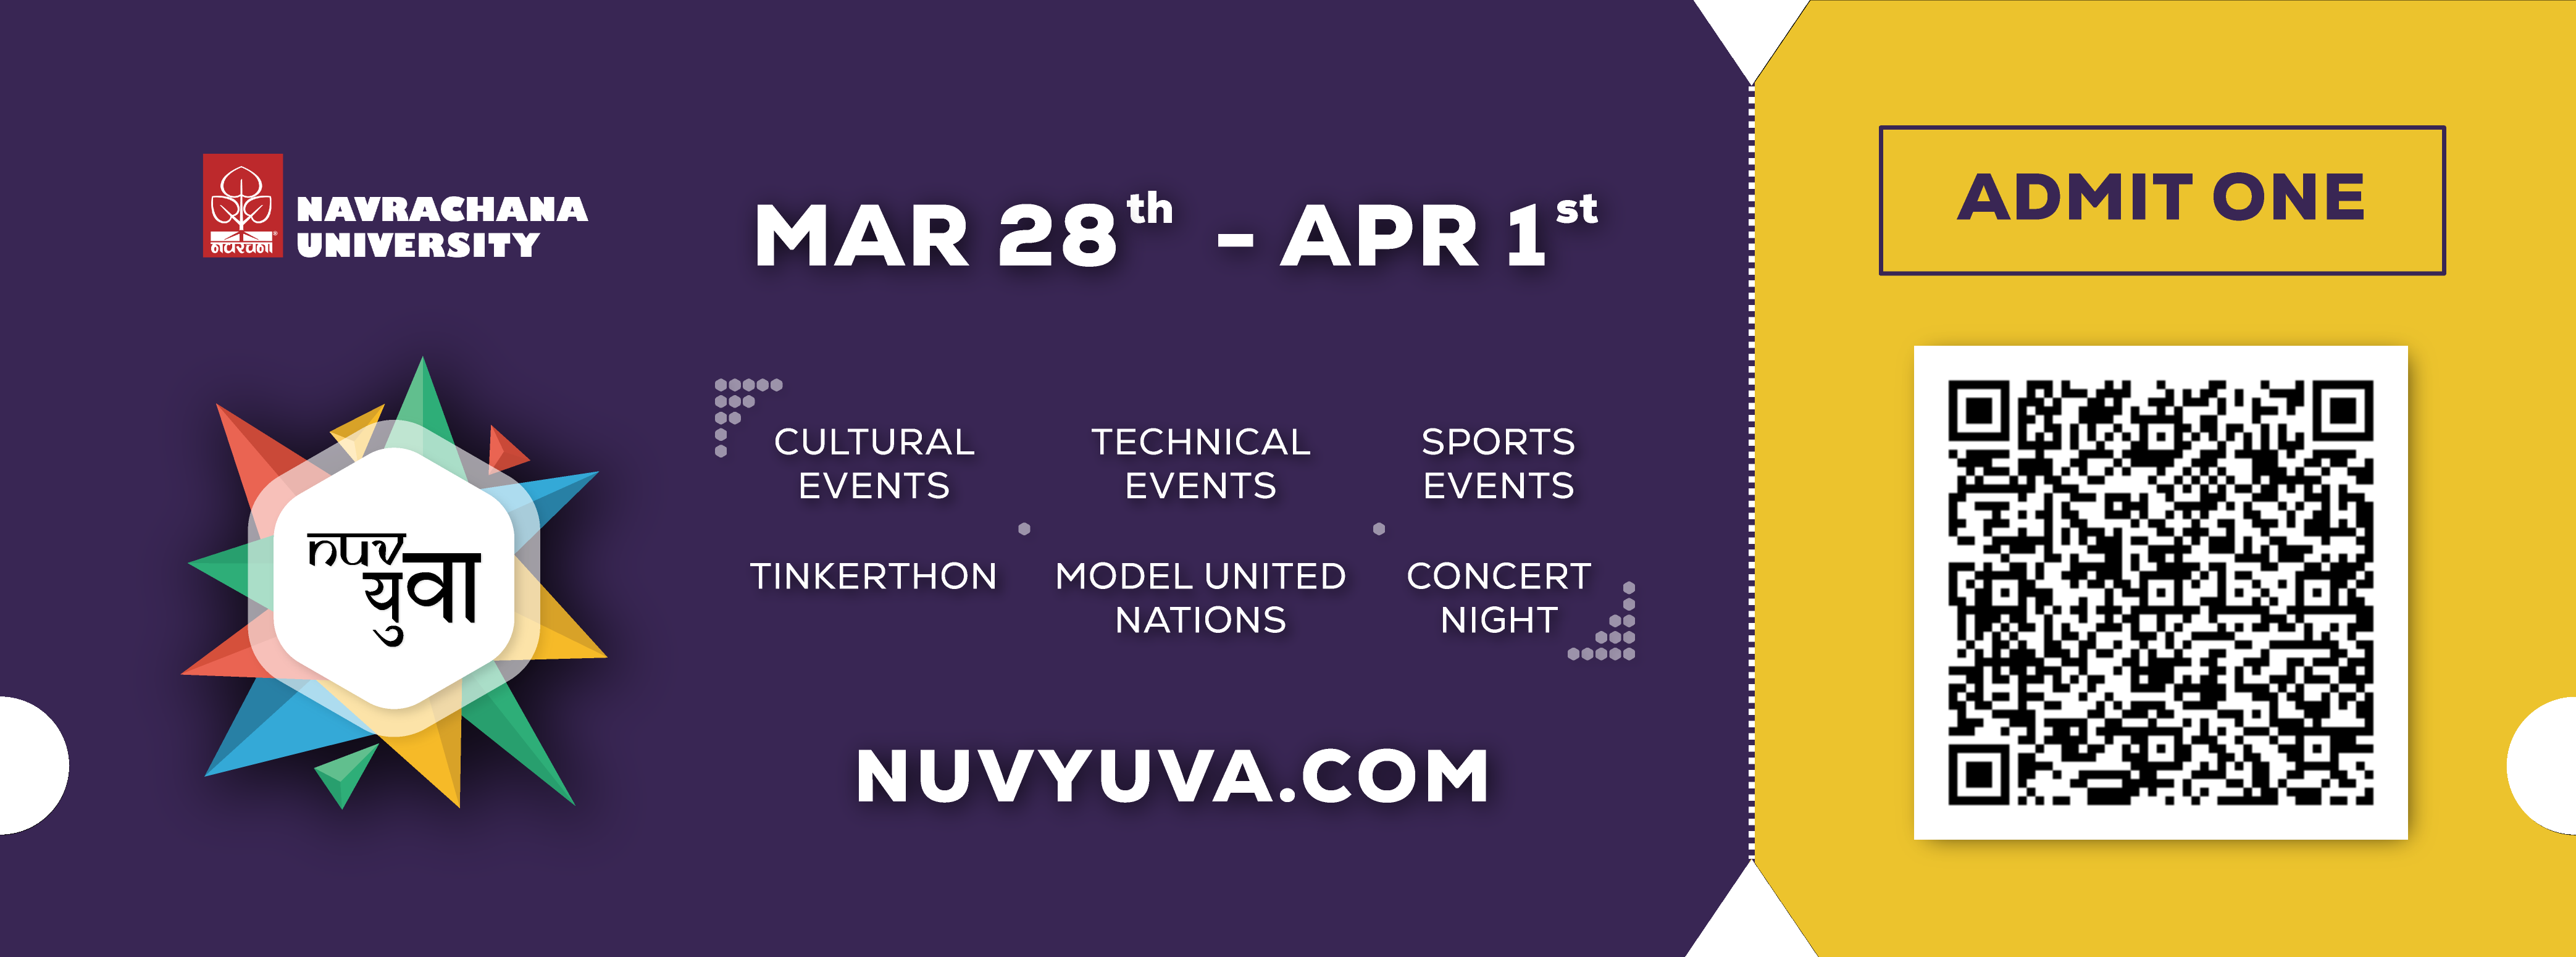 नवरचना
NAVRACHANA
UNIVERSITY
nuv
युवा
MAR 28th - APR 1st
CULTURAL
EVENTS
TECHNICAL
EVENTS
SPORTS
EVENTS
TINKERTHON
MODEL UNITED
NATIONS
CONCERT
NIGHT
NUVYUVA.COM
ADMIT ONE